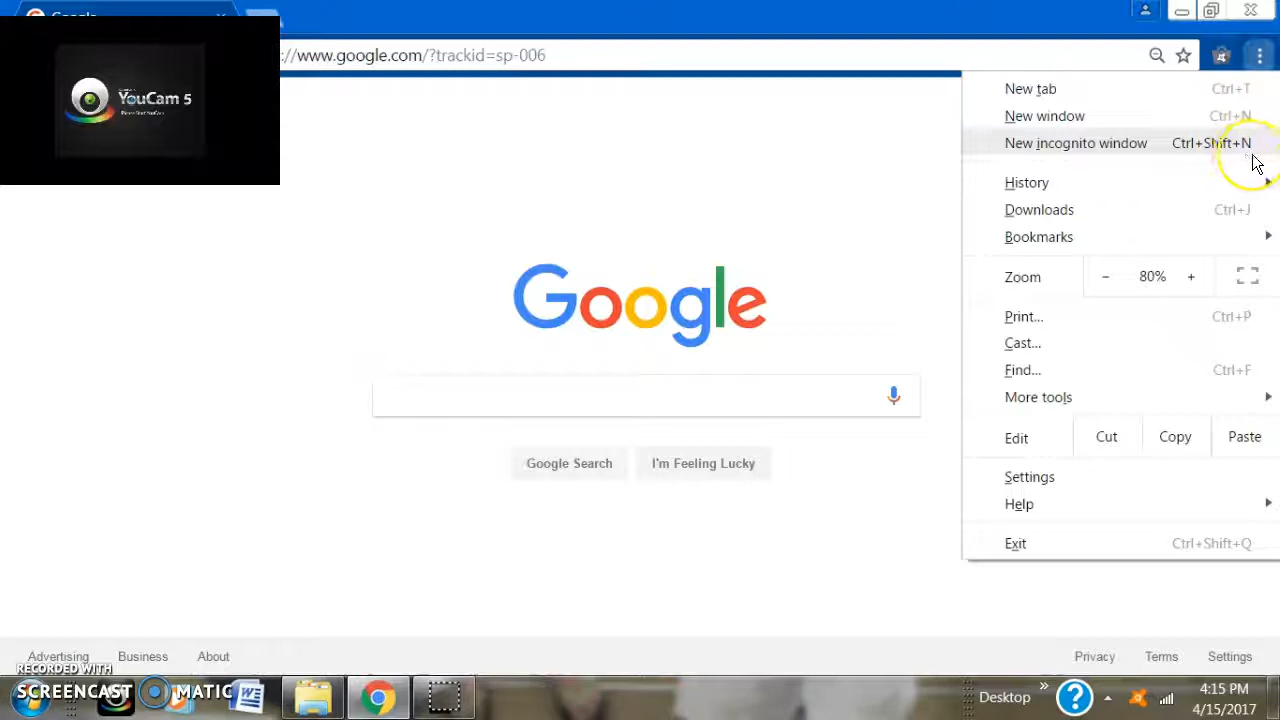 Google
YouCam 5
://www.google.com/?trackid=sp-006
New tab Ctrl+T
New window Ctrl+N
New incognito window Ctrl+Shift+N
History
Downloads Ctrl+J
Bookmarks
Zoom − 80% +
Print... Ctrl+P
Cast...
Find... Ctrl+F
More tools
Edit Cut Copy Paste
Settings
Help
Exit Ctrl+Shift+Q
Google
Google Search I'm Feeling Lucky
Advertising Business About Privacy Terms Settings
RECORDED WITH
SCREENCAST MATIC
Desktop
4:15 PM
4/15/2017